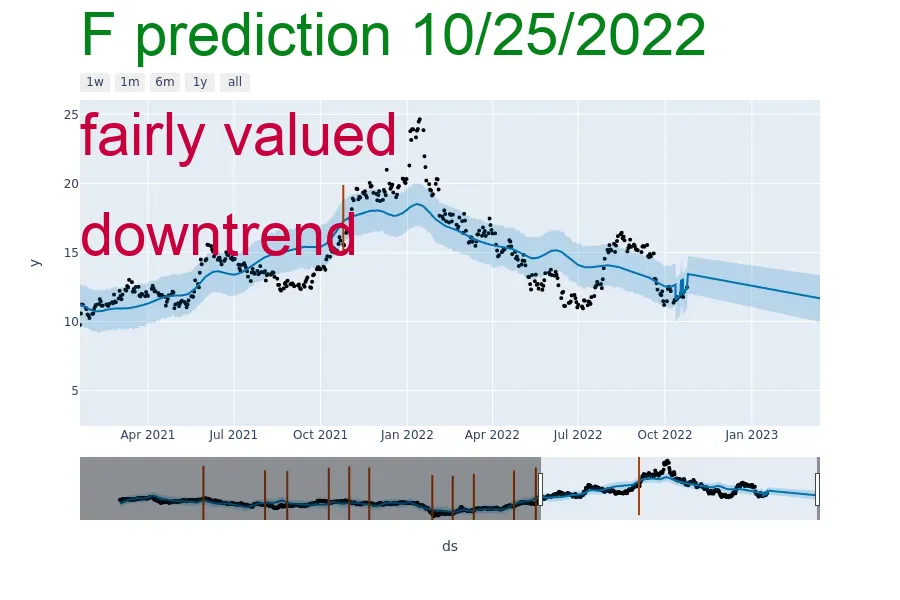 F prediction 10/25/2022
1w 1m 6m 1y all
fairly valued
downtrend
25
20
15
10
5
y
Apr 2021 Jul 2021 Oct 2021 Jan 2022 Apr 2022 Jul 2022 Oct 2022 Jan 2023
ds